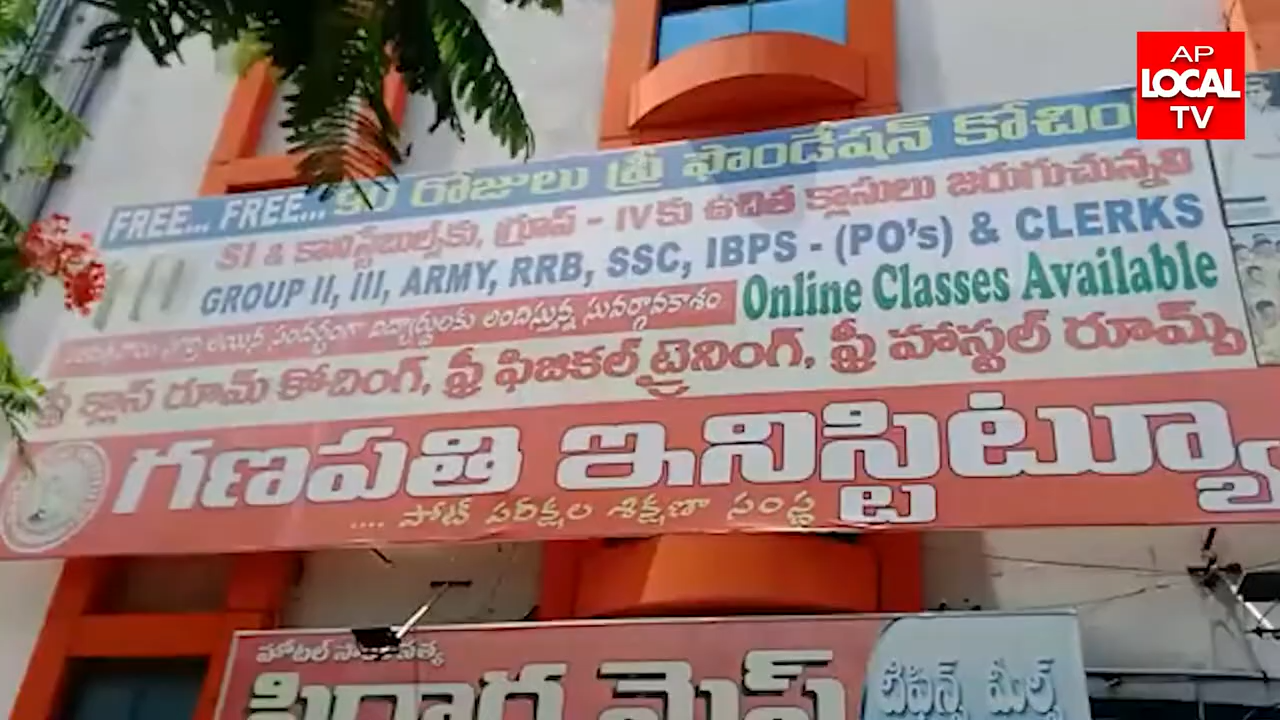 AP
LOCAL
TV
FREE... FREE... 90 రోజులు ఫ్రీ ఫౌండేషన్ కోచింగ్
SI & కానిస్టేబుల్స్‌కు, గ్రూప్ - IVకు ఉచిత క్లాసులు జరుగుచున్నవి
GROUP II, III, ARMY, RRB, SSC, IBPS - (PO's) & CLERKS
సందర్భంగా విద్యార్థులకు అందిస్తున్న సువర్ణావకాశం
Online Classes Available
ఫ్రీ క్లాస్ రూమ్ కోచింగ్, ఫ్రీ ఫిజికల్ ట్రైనింగ్, ఫ్రీ హాస్టల్ రూమ్స్
గణపతి ఇనిస్టిట్యూ
.... పోటీ పరీక్షల శిక్షణా సంస్థ
హోటల్
మెస్
టిఫిన్స్ మీల్స్